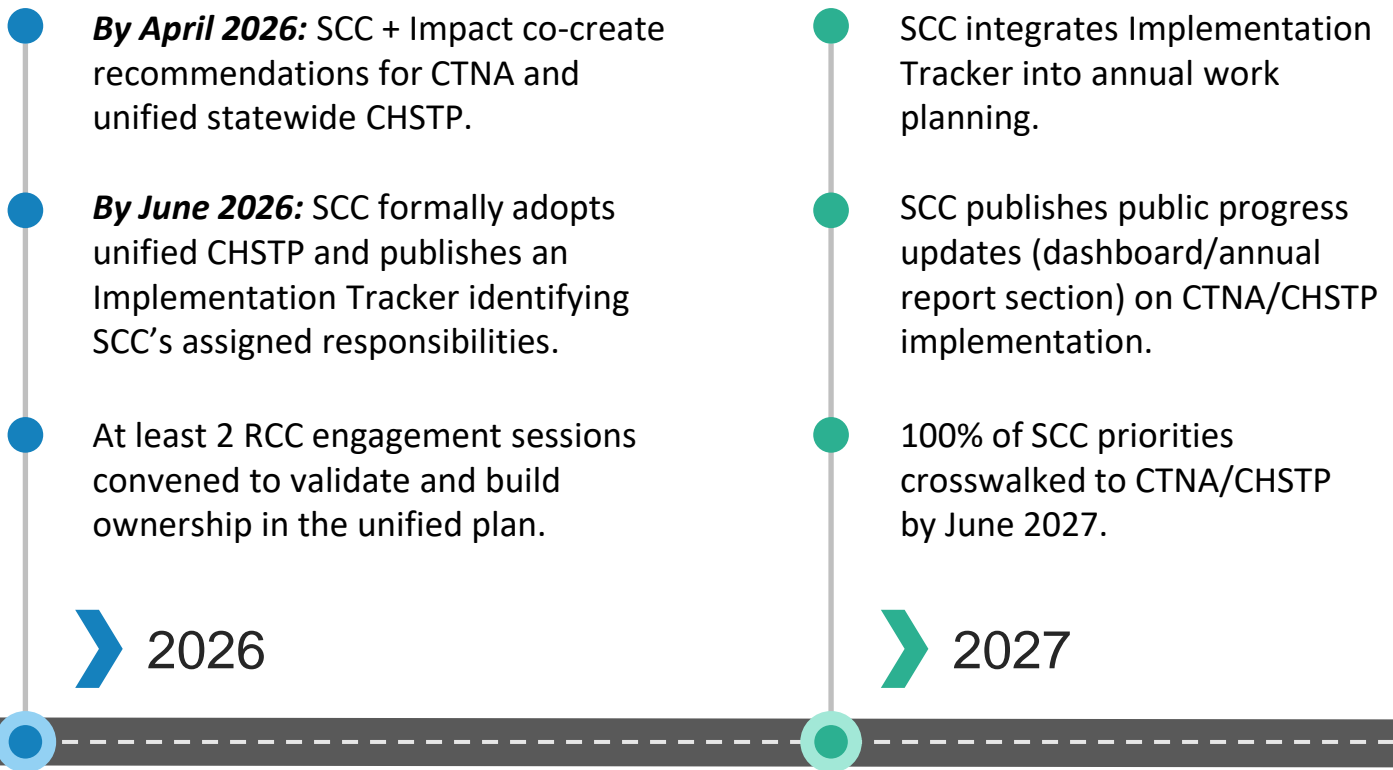 By April 2026: SCC + Impact co-create
recommendations for CTNA and
unified statewide CHSTP.
By June 2026: SCC formally adopts
unified CHSTP and publishes an
Implementation Tracker identifying
SCC’s assigned responsibilities.
At least 2 RCC engagement sessions
convened to validate and build
ownership in the unified plan.
2026
SCC integrates Implementation
Tracker into annual work
planning.
SCC publishes public progress
updates (dashboard/annual
report section) on CTNA/CHSTP
implementation.
100% of SCC priorities
crosswalked to CTNA/CHSTP
by June 2027.
2027